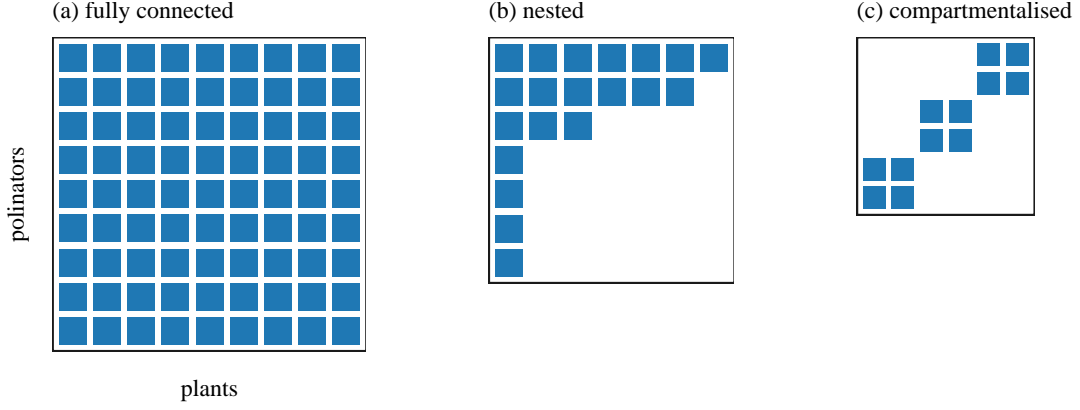 (a) fully connected
(b) nested
(c) compartmentalised
polinators
plants